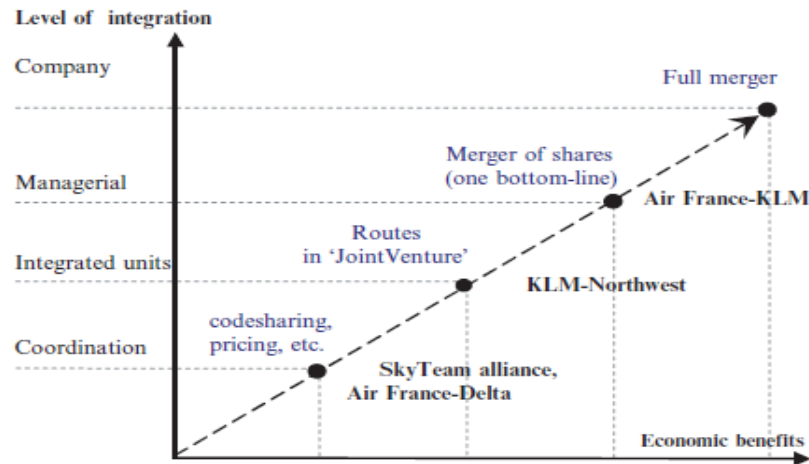 Level of integration
Company
Full merger
Merger of shares
(one bottom-line)
Managerial
Air France-KLM
Routes
in ‘JointVenture’
Integrated units
KLM-Northwest
codesharing,
pricing, etc.
Coordination
SkyTeam alliance,
Air France-Delta
Economic benefits